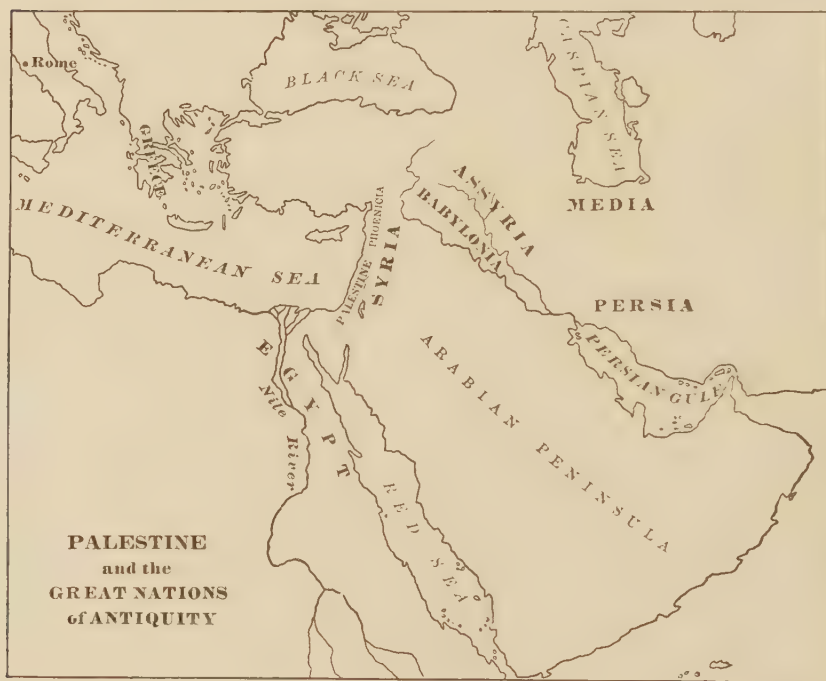 Rome
BLACK SEA
CASPIAN SEA
GREECE
MEDITERRANEAN SEA
PHOENICIA
PALESTINE
SYRIA
ASSYRIA
BABYLONIA
MEDIA
PERSIA
PERSIAN GULF
EGYPT
Nile River
ARABIAN PENINSULA
RED SEA
PALESTINE
and the
GREAT NATIONS
of ANTIQUITY